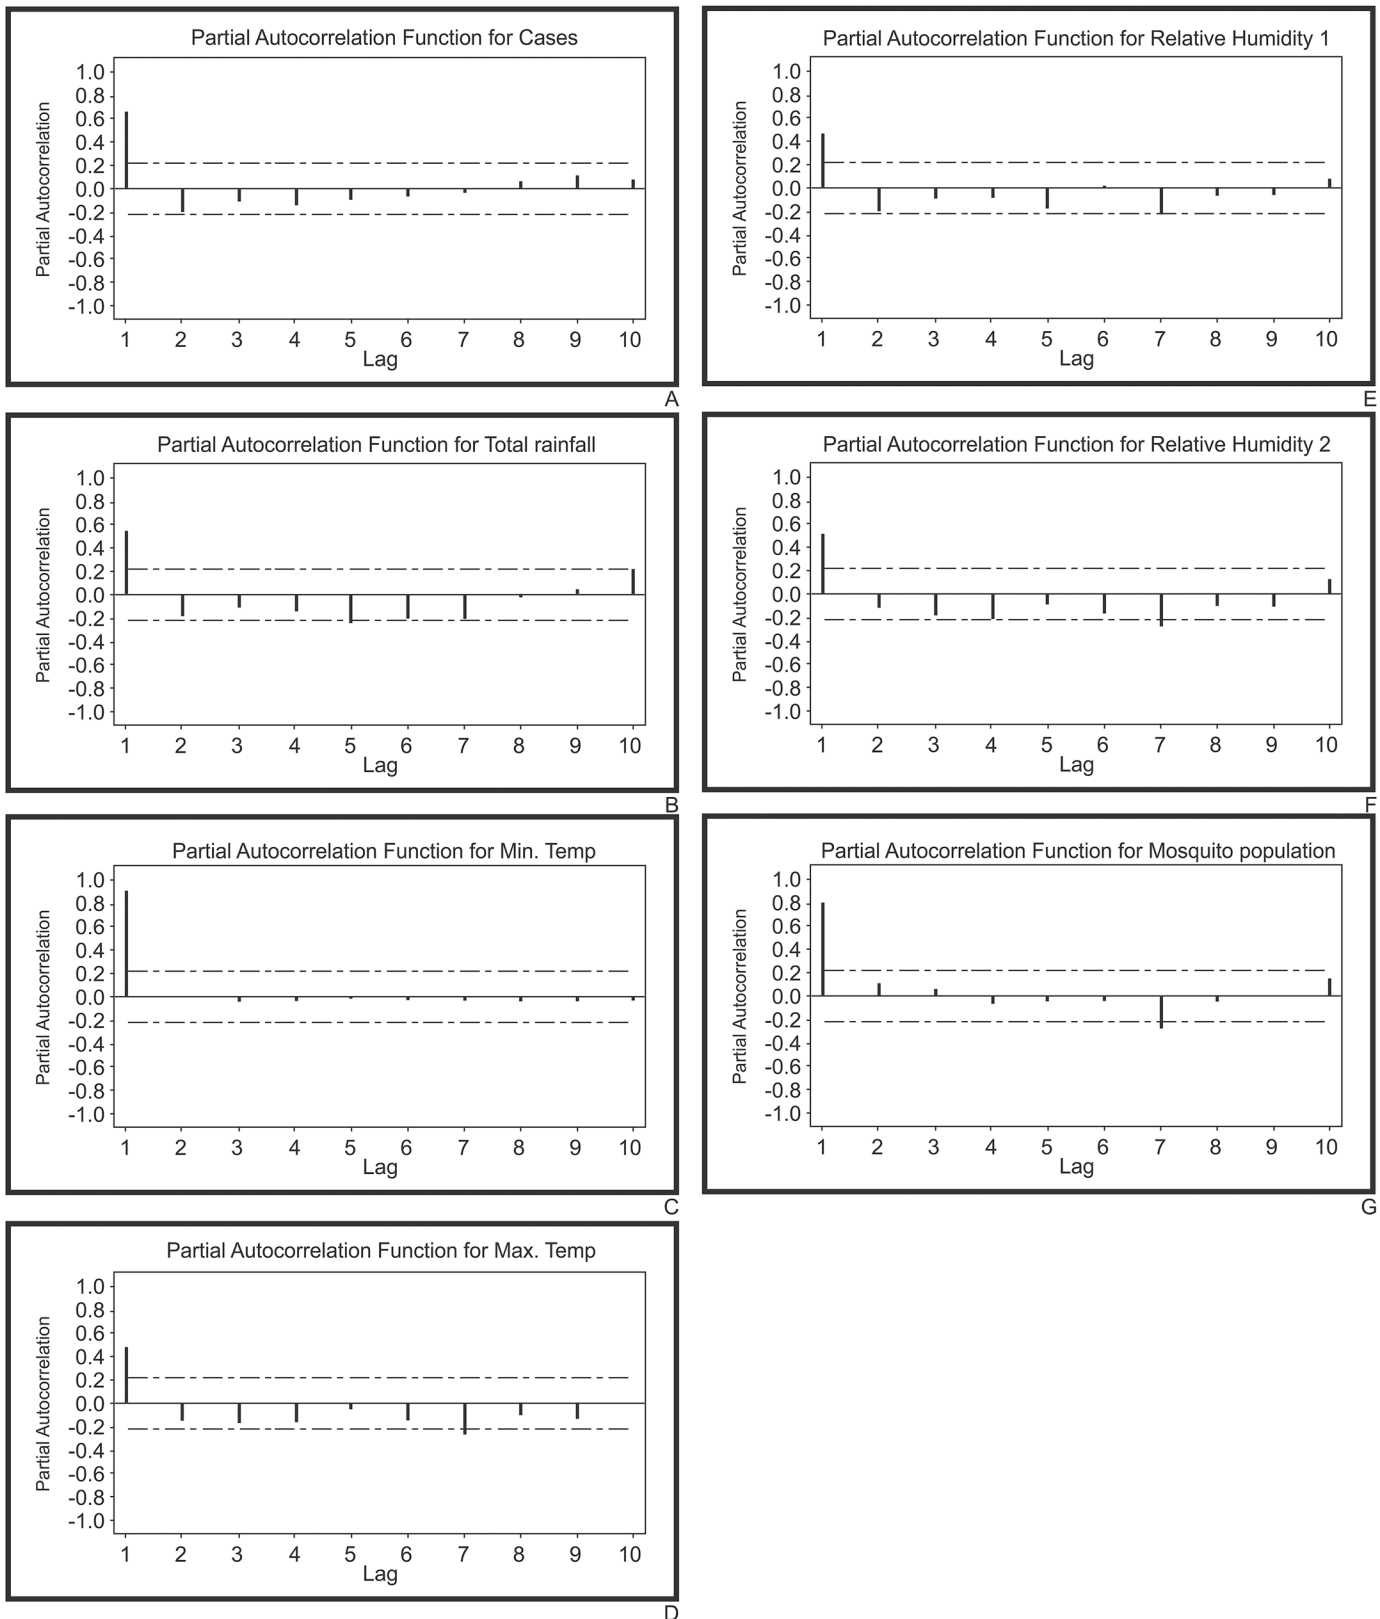 Partial Autocorrelation Function for Cases
Partial Autocorrelation
1.0
0.8
0.6
0.4
0.2
0.0
-0.2
-0.4
-0.6
-0.8
-1.0
1 2 3 4 5 6 7 8 9 10
Lag
A
Partial Autocorrelation Function for Total rainfall
Partial Autocorrelation
1.0
0.8
0.6
0.4
0.2
0.0
-0.2
-0.4
-0.6
-0.8
-1.0
1 2 3 4 5 6 7 8 9 10
Lag
B
Partial Autocorrelation Function for Min. Temp
Partial Autocorrelation
1.0
0.8
0.6
0.4
0.2
0.0
-0.2
-0.4
-0.6
-0.8
-1.0
1 2 3 4 5 6 7 8 9 10
Lag
C
Partial Autocorrelation Function for Max. Temp
Partial Autocorrelation
1.0
0.8
0.6
0.4
0.2
0.0
-0.2
-0.4
-0.6
-0.8
-1.0
1 2 3 4 5 6 7 8 9 10
Lag
D
Partial Autocorrelation Function for Relative Humidity 1
Partial Autocorrelation
1.0
0.8
0.6
0.4
0.2
0.0
-0.2
-0.4
-0.6
-0.8
-1.0
1 2 3 4 5 6 7 8 9 10
Lag
E
Partial Autocorrelation Function for Relative Humidity 2
Partial Autocorrelation
1.0
0.8
0.6
0.4
0.2
0.0
-0.2
-0.4
-0.6
-0.8
-1.0
1 2 3 4 5 6 7 8 9 10
Lag
F
Partial Autocorrelation Function for Mosquito population
Partial Autocorrelation
1.0
0.8
0.6
0.4
0.2
0.0
-0.2
-0.4
-0.6
-0.8
-1.0
1 2 3 4 5 6 7 8 9 10
Lag
G